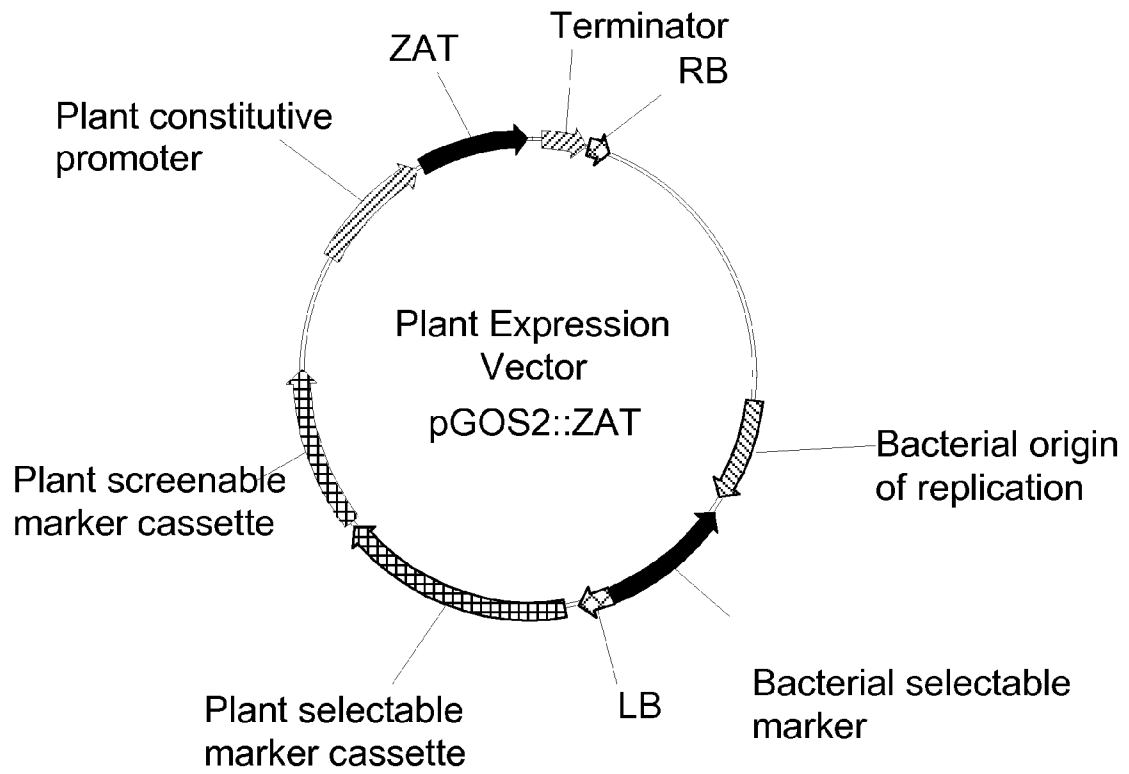 Terminator
ZAT
RB
Plant constitutive
promoter
Plant Expression
Vector
pGOS2::ZAT
Bacterial origin
of replication
Plant screenable
marker cassette
Bacterial selectable
marker
LB
Plant selectable
marker cassette